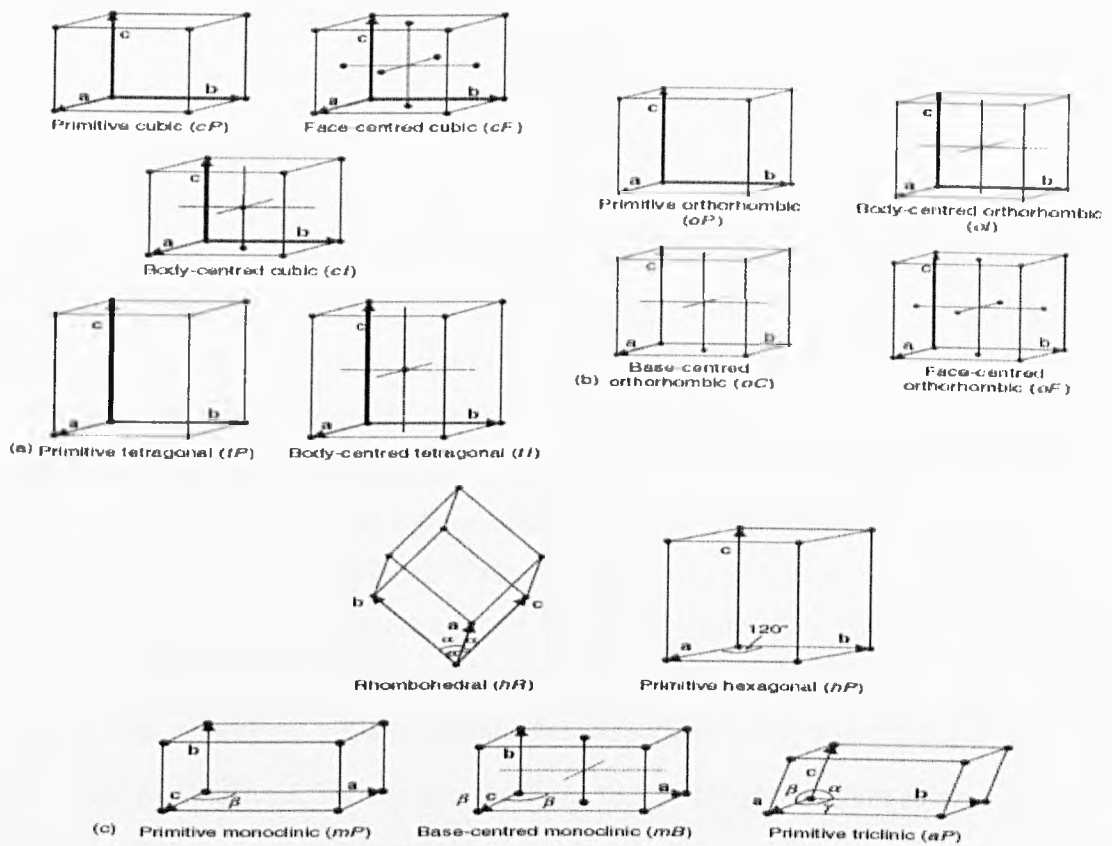 c
a
b
Primitive cubic (cP)
c
a
b
Face-centred cubic (cF)
c
a
b
Body-centred cubic (cI)
c
a
b
Primitive orthorhombic
(oP)
c
a
b
Body-centred orthorhombic
(oI)
c
a
b
Base-centred
(b) orthorhombic (oC)
c
a
b
Face-centred
orthorhombic (oF)
c
a
b
(a) Primitive tetragonal (tP)
c
a
b
Body-centred tetragonal (tI)
b
c
a
α α
α
Rhombohedral (hR)
c
120°
a
b
Primitive hexagonal (hP)
b
c
a
β
(c) Primitive monoclinic (mP)
b
β c
a
β
Base-centred monoclinic (mB)
c
β α
a
b
γ
Primitive triclinic (aP)